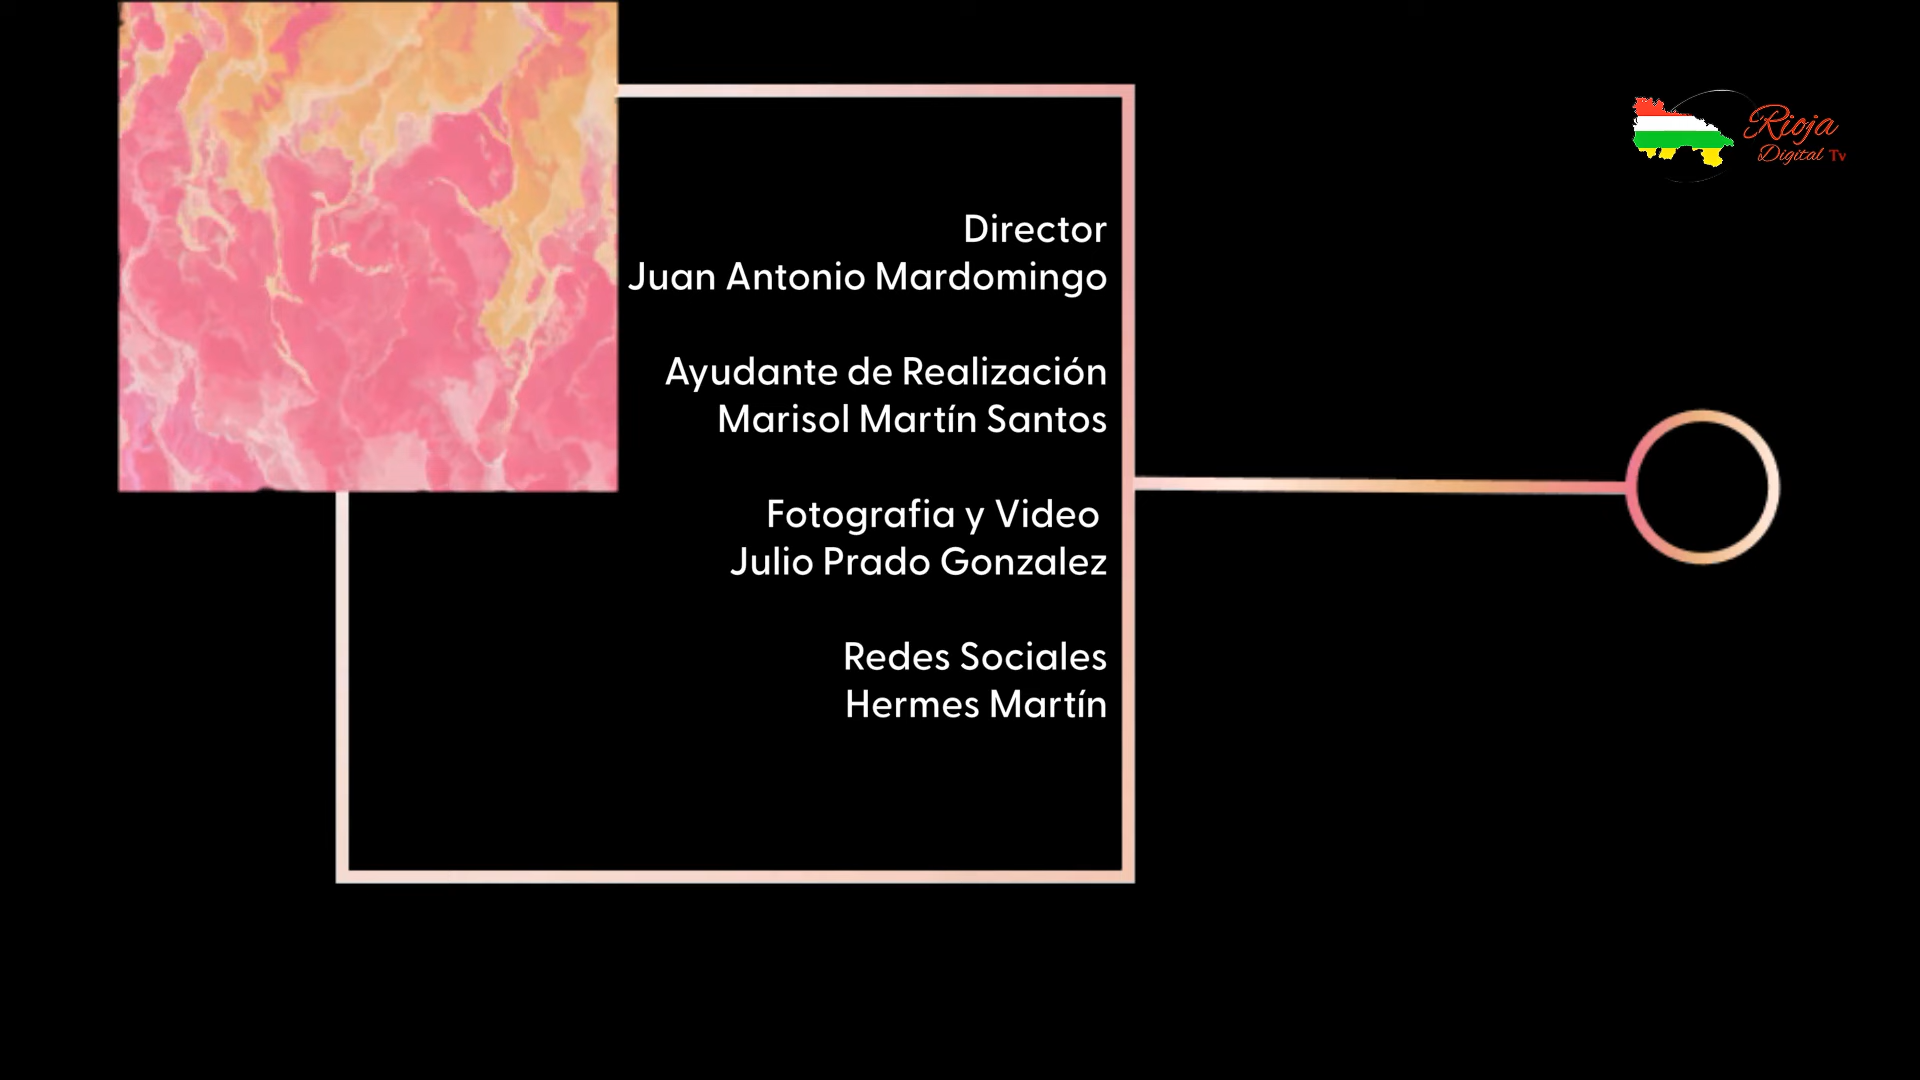 Rioja
Digital Tv
Director
Juan Antonio Mardomingo
Ayudante de Realización
Marisol Martín Santos
Fotografia y Video
Julio Prado Gonzalez
Redes Sociales
Hermes Martín